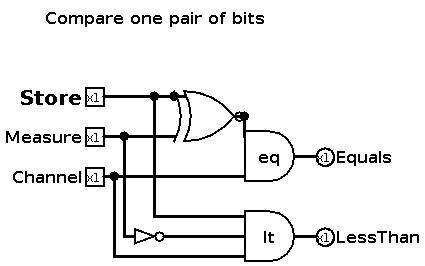 Compare one pair of bits
Store x1
Measure x1
Channel x1
eq x1 Equals
lt x1 LessThan